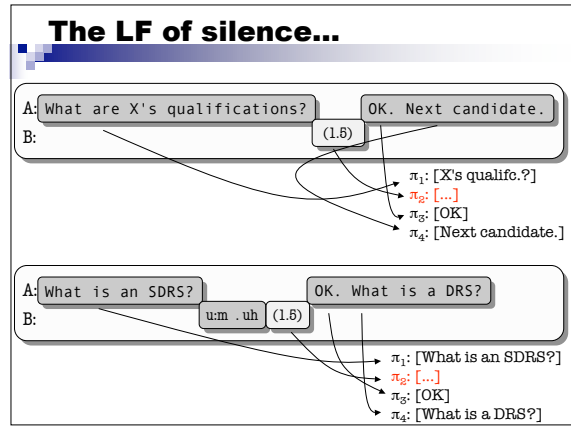 The LF of silence...
A: What are X's qualifications? OK. Next candidate.
B: (1.5)
π₁: [X's qualifc.?]
π₂: [...]
π₃: [OK]
π₄: [Next candidate.]
A: What is an SDRS? OK. What is a DRS?
B: u:m . uh (1.5)
π₁: [What is an SDRS?]
π₂: [...]
π₃: [OK]
π₄: [What is a DRS?]